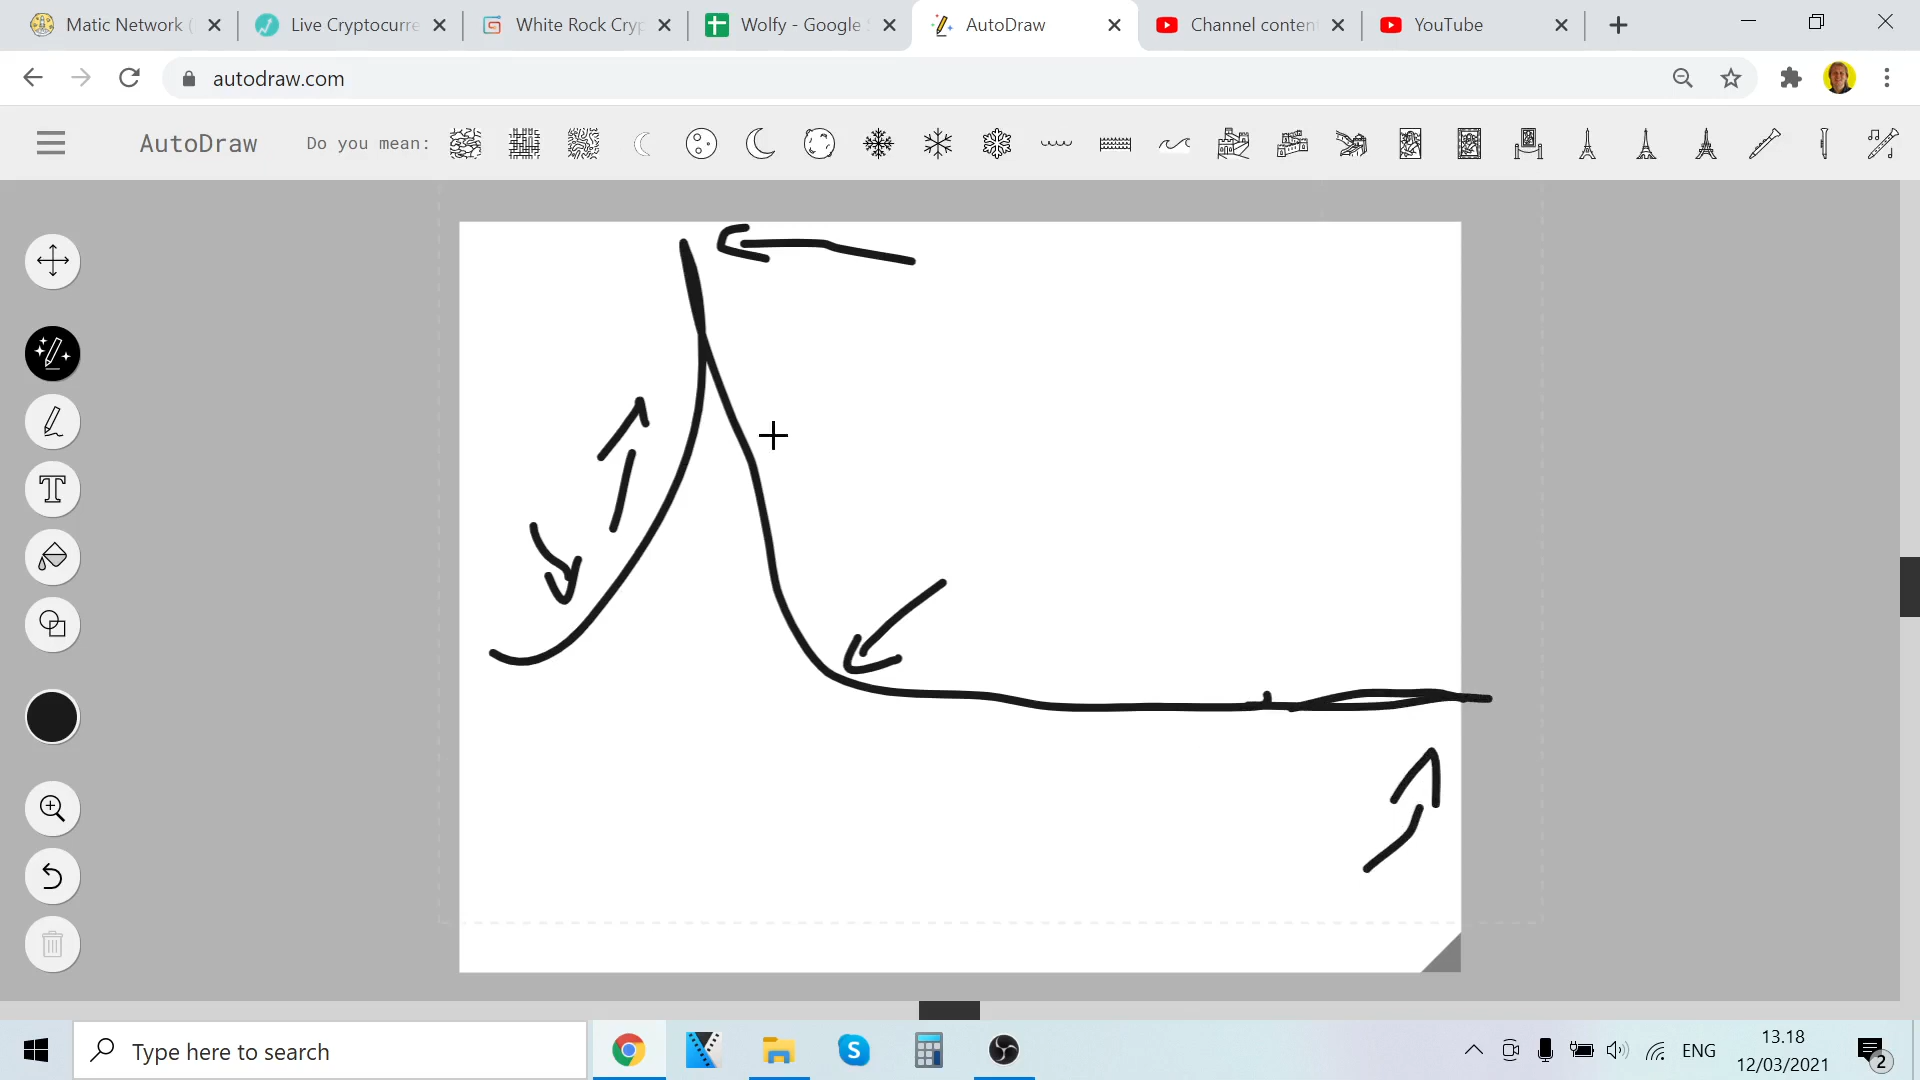 Matic Network (
Live Cryptocurre
White Rock Cryp
Wolfy - Google S
AutoDraw
Channel conten
YouTube
autodraw.com
AutoDraw
Do you mean:
T
Type here to search
S
ENG
13.18
12/03/2021
2